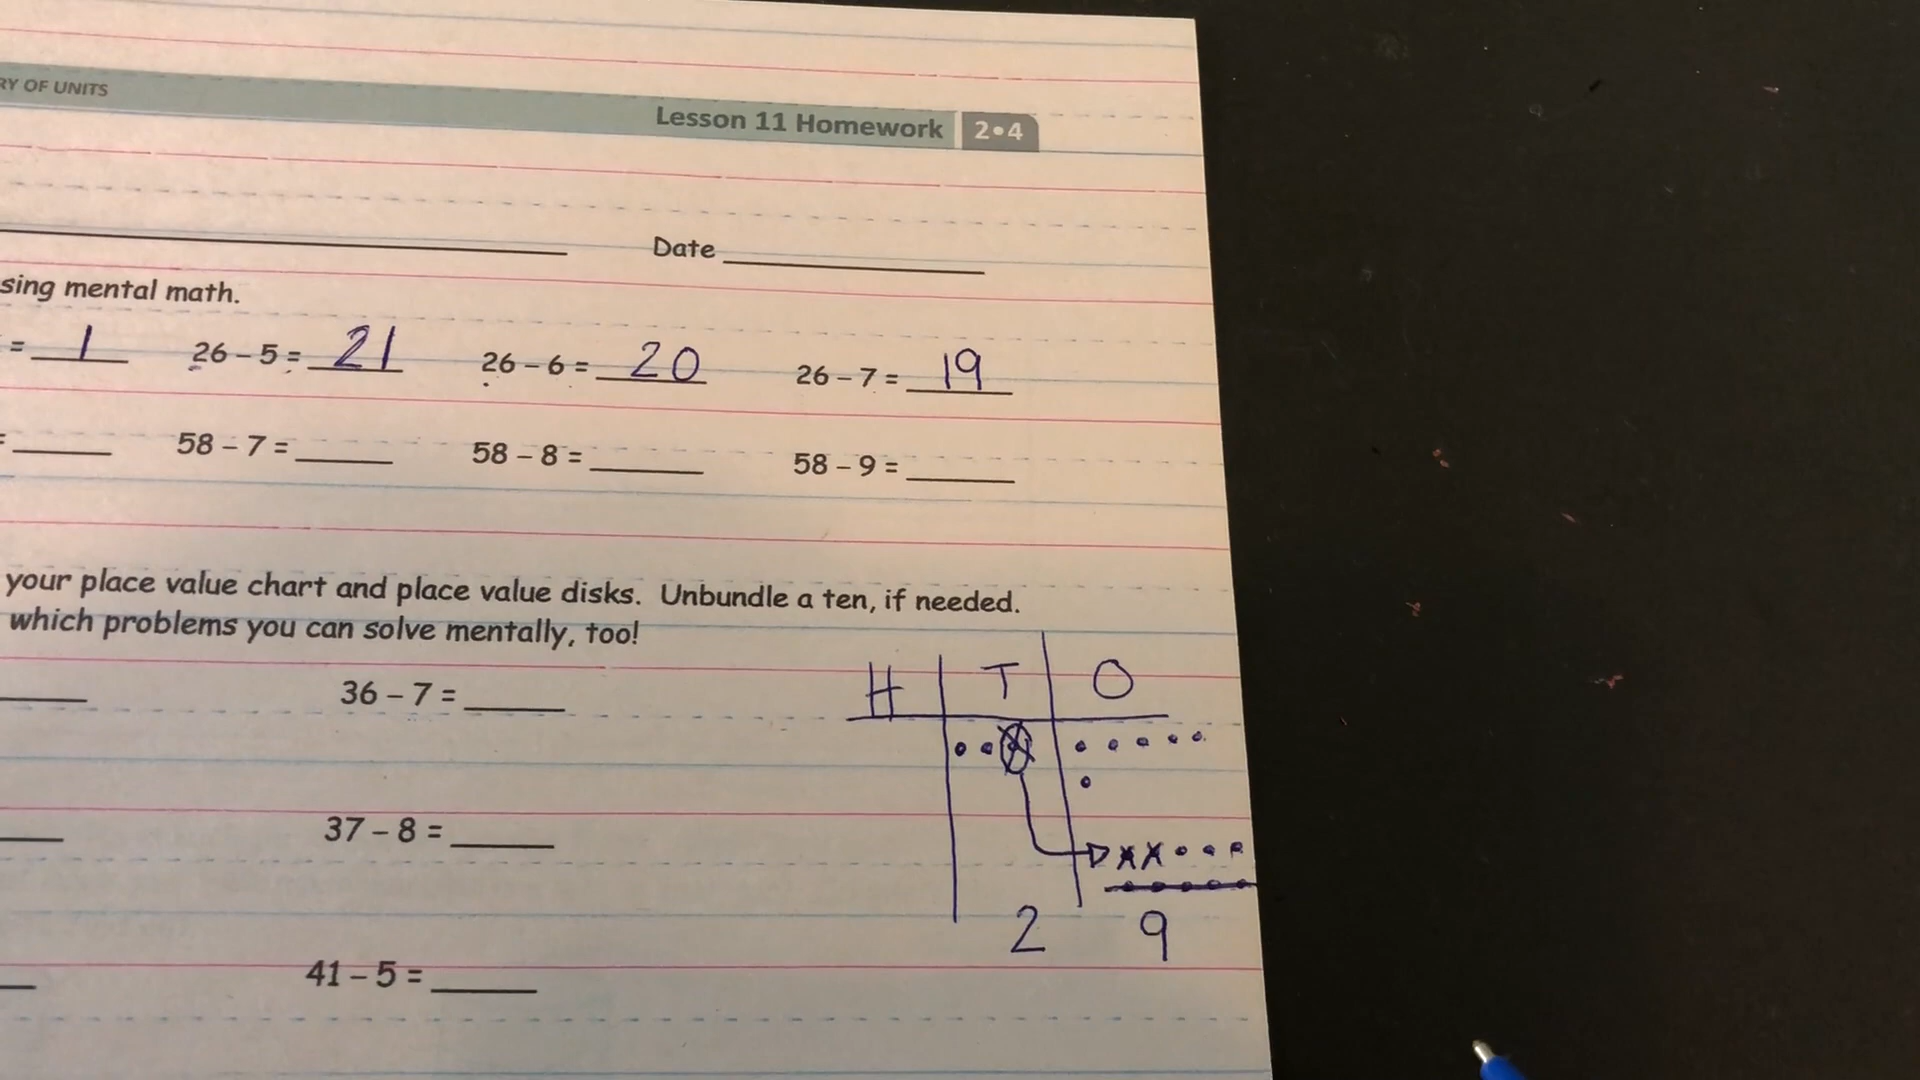 RY OF UNITS
Lesson 11 Homework 2•4
Date
sing mental math.
= 1 26 – 5 = 21 26 – 6 = 20 26 – 7 = 19
= 58 – 7 = 58 – 8 = 58 – 9 =
your place value chart and place value disks. Unbundle a ten, if needed.
which problems you can solve mentally, too!
36 – 7 =
H T O
37 – 8 =
2 9
41 – 5 =